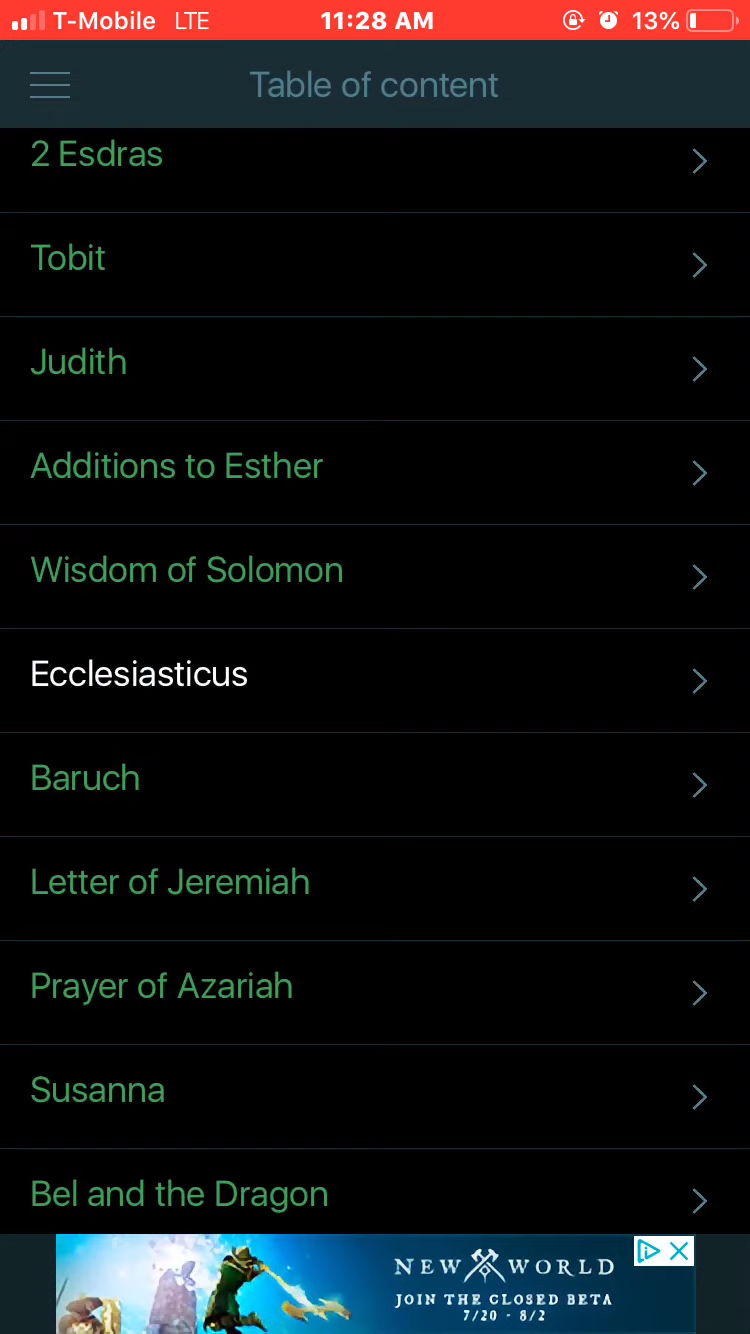 T-Mobile LTE 11:28 AM 13%
Table of content
2 Esdras
Tobit
Judith
Additions to Esther
Wisdom of Solomon
Ecclesiasticus
Baruch
Letter of Jeremiah
Prayer of Azariah
Susanna
Bel and the Dragon
NEW WORLD
JOIN THE CLOSED BETA
7/20 - 8/2